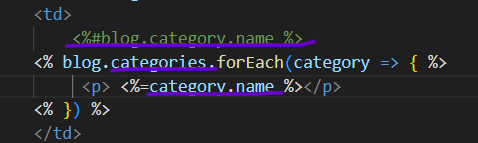 <td>
<%#blog.category.name %>
<% blog.categories.forEach(category => { %>
<p> <%=category.name %></p>
<% }) %>
</td>